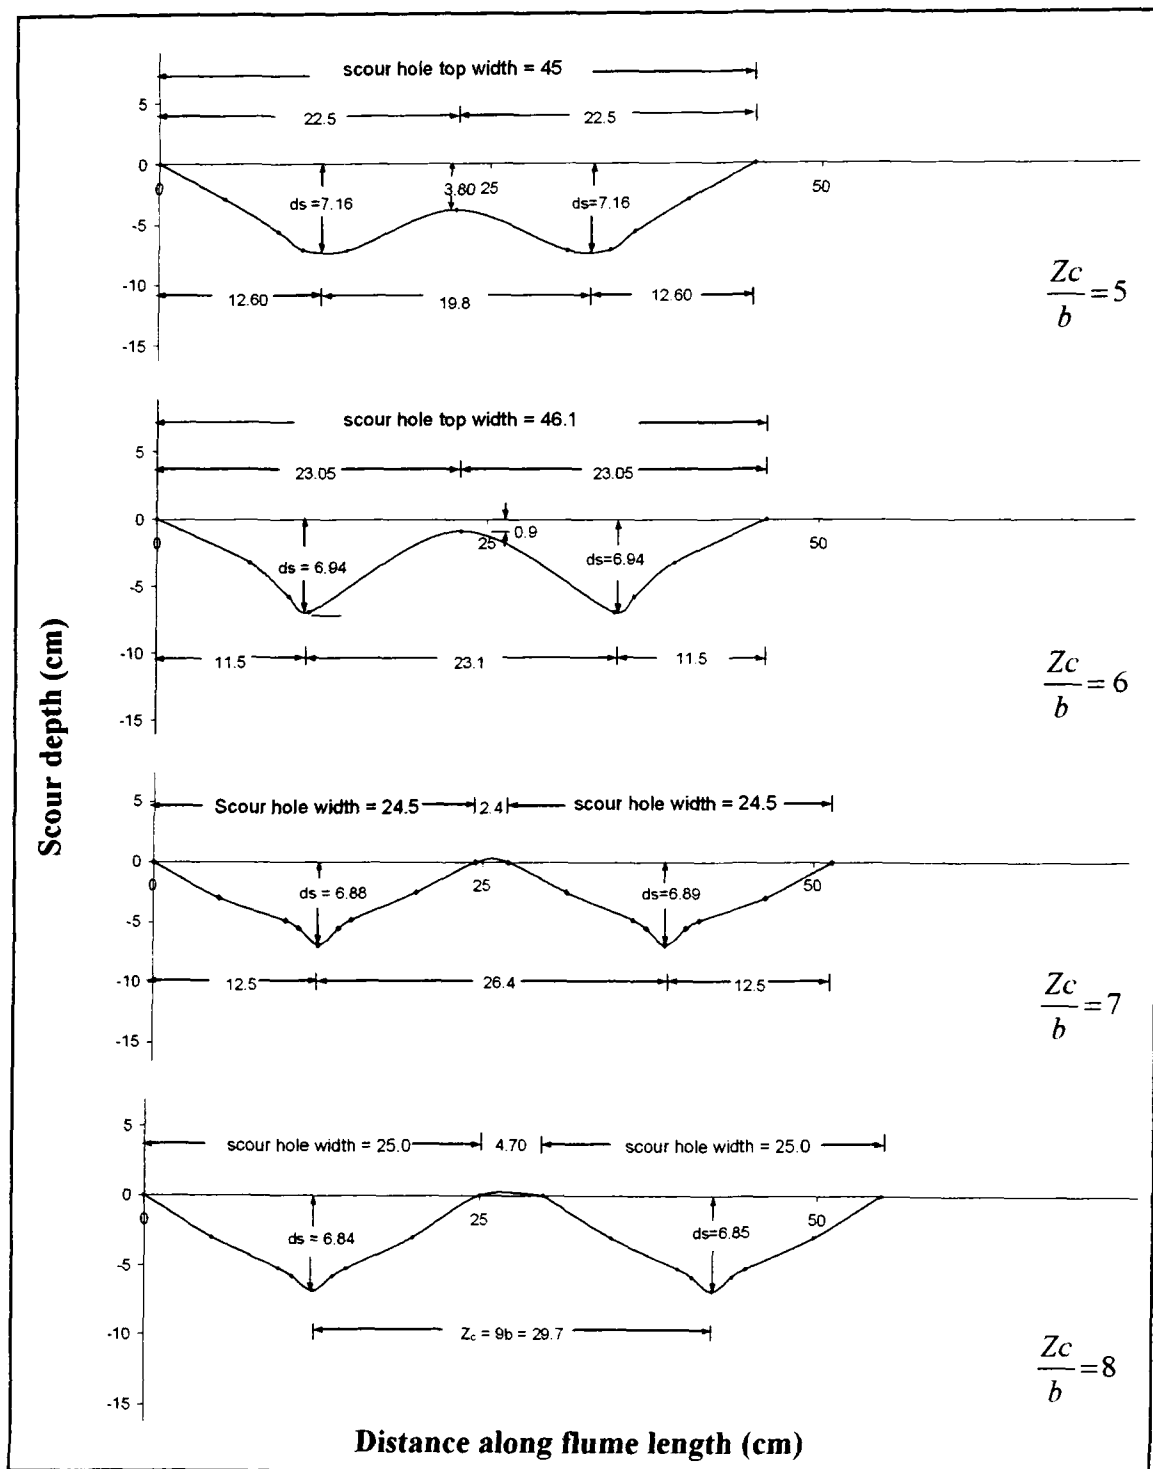 scour hole top width = 45
5
22.5 22.5
0
0 3.80 25 50
ds =7.16 ds=7.16
-5
-10
12.60 19.8 12.60
-15
Zc/b = 5
scour hole top width = 46.1
5
23.05 23.05
0
0.9
0 25 50
ds = 6.94 ds=6.94
-5
-10
11.5 23.1 11.5
-15
Zc/b = 6
Scour depth (cm)
5
Scour hole width = 24.5 2.4 scour hole width = 24.5
0
0 25 50
ds = 6.88 ds=6.89
-5
-10
12.5 26.4 12.5
-15
Zc/b = 7
5
scour hole width = 25.0 4.70 scour hole width = 25.0
0
0 25 50
ds = 6.84 ds=6.85
-5
-10
Zc = 9b = 29.7
-15
Zc/b = 8
Distance along flume length (cm)